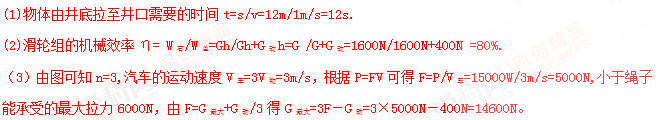 (1)物体由井底拉至井口需要的时间 t=s/v=12m/1m/s=12s.
(2)滑轮组的机械效率 η= W有/W总=Gh/Gh+G动h=G /G+G动=1600N/1600N+400N =80%.
（3）由图可知 n=3,汽车的运动速度 V车=3V动=3m/s，根据 P=FV 可得 F=P/V车=15000W/3m/s=5000N,小于绳子
能承受的最大拉力 6000N，由 F=G最大+G动/3 得 G最大=3F－G动=3×5000N－400N=14600N。